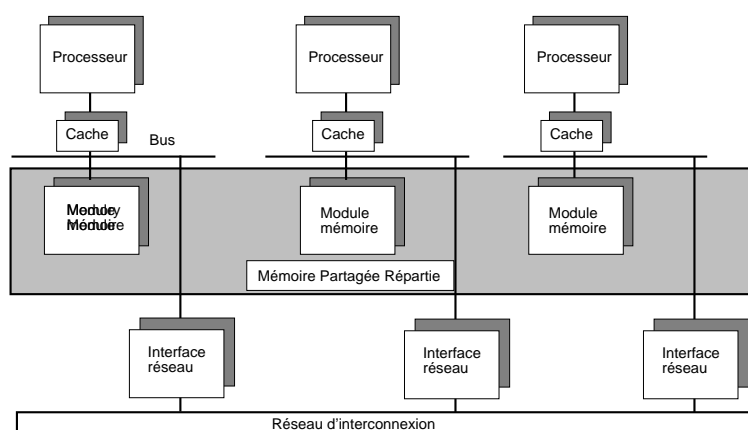 Processeur
Processeur
Processeur
Cache
Bus
Cache
Cache
Module
mémoire
Module
mémoire
Mémoire Partagée Répartie
Interface
réseau
Interface
réseau
Interface
réseau
Réseau d'interconnexion